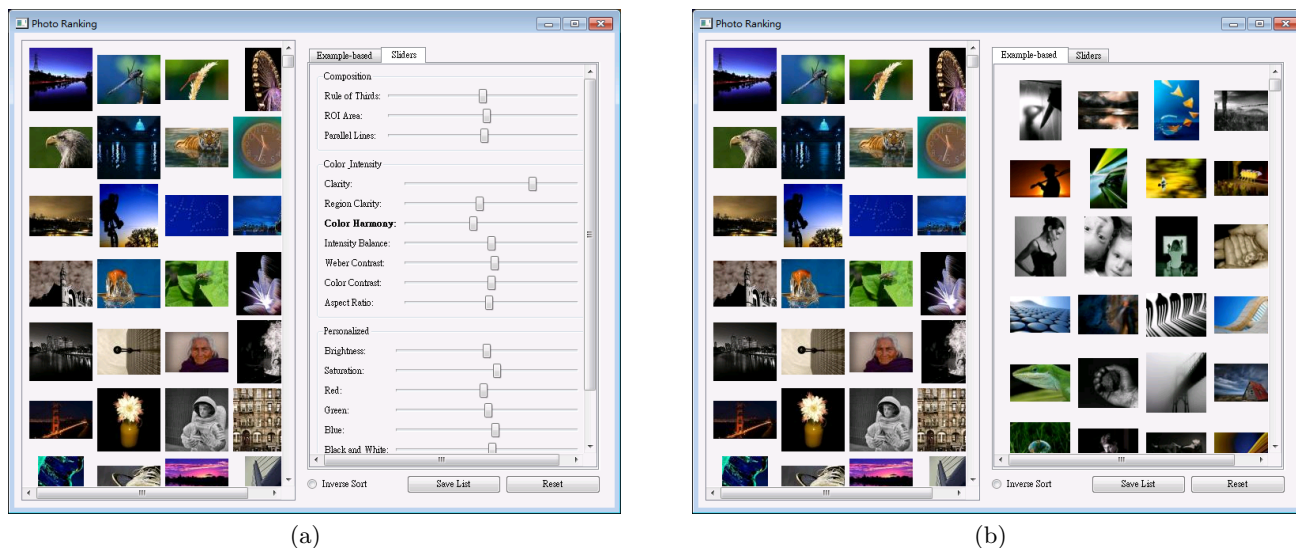 Photo Ranking
Example-based Sliders
Composition
Rule of Thirds:
ROI Area:
Parallel Lines:
Color_Intensity
Clarity:
Region Clarity:
Color Harmony:
Intensity Balance:
Weber Contrast:
Color Contrast:
Aspect Ratio:
Personalized
Brightness:
Saturation:
Red:
Green:
Blue:
Black and White:
Inverse Sort Save List Reset
(a)
Photo Ranking
Example-based Sliders
Inverse Sort Save List Reset
(b)